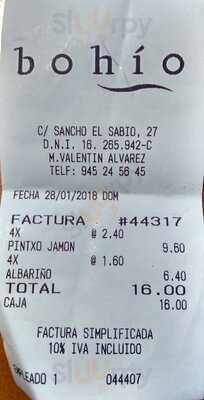 bohío
C/ SANCHO EL SABIO, 27
D.N.I. 16. 265.942-C
M.VALENTIN ALVAREZ
TELF: 945 24 56 45
FECHA 28/01/2018 DOM
FACTURA #44317
4X @ 2.40
PINTXO JAMON 9.60
4X @ 1.60
ALBARIÑO 6.40
TOTAL 16.00
CAJA 16.00
FACTURA SIMPLIFICADA
10% IVA INCLUIDO
EMPLEADO 1 044407